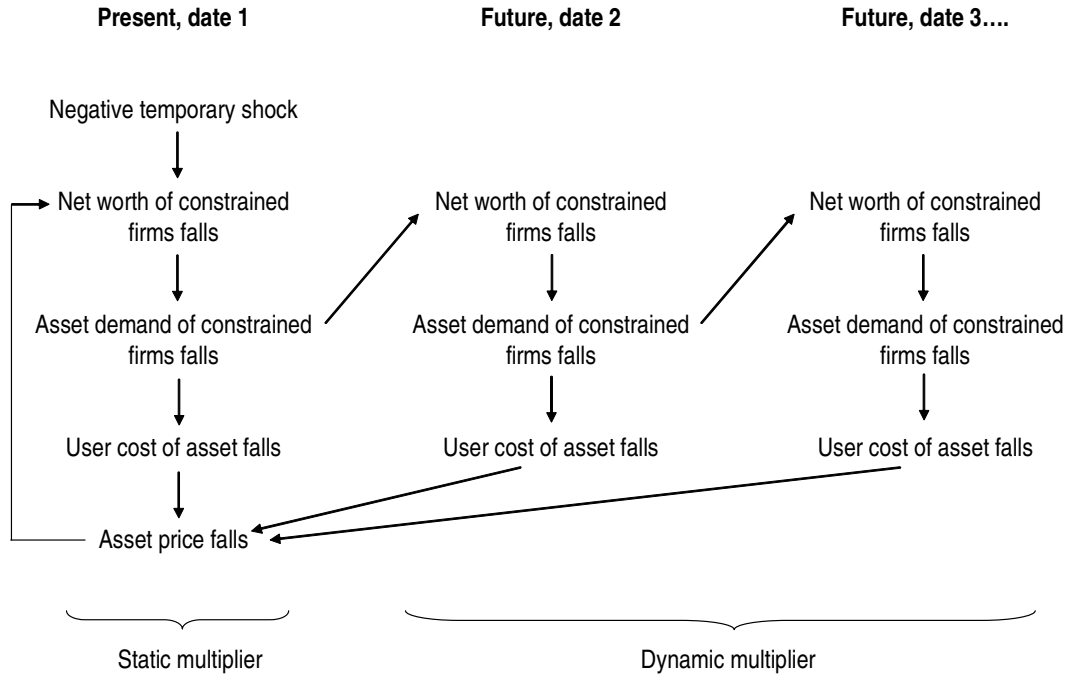 Present, date 1
Future, date 2
Future, date 3....
Negative temporary shock
Net worth of constrained
firms falls
Net worth of constrained
firms falls
Net worth of constrained
firms falls
Asset demand of constrained
firms falls
Asset demand of constrained
firms falls
Asset demand of constrained
firms falls
User cost of asset falls
User cost of asset falls
User cost of asset falls
Asset price falls
Static multiplier
Dynamic multiplier